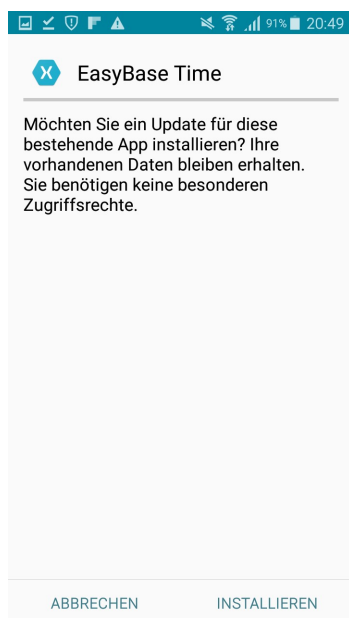 91% 20:49
X EasyBase Time
Möchten Sie ein Update für diese
bestehende App installieren? Ihre
vorhandenen Daten bleiben erhalten.
Sie benötigen keine besonderen
Zugriffsrechte.
ABBRECHEN INSTALLIEREN